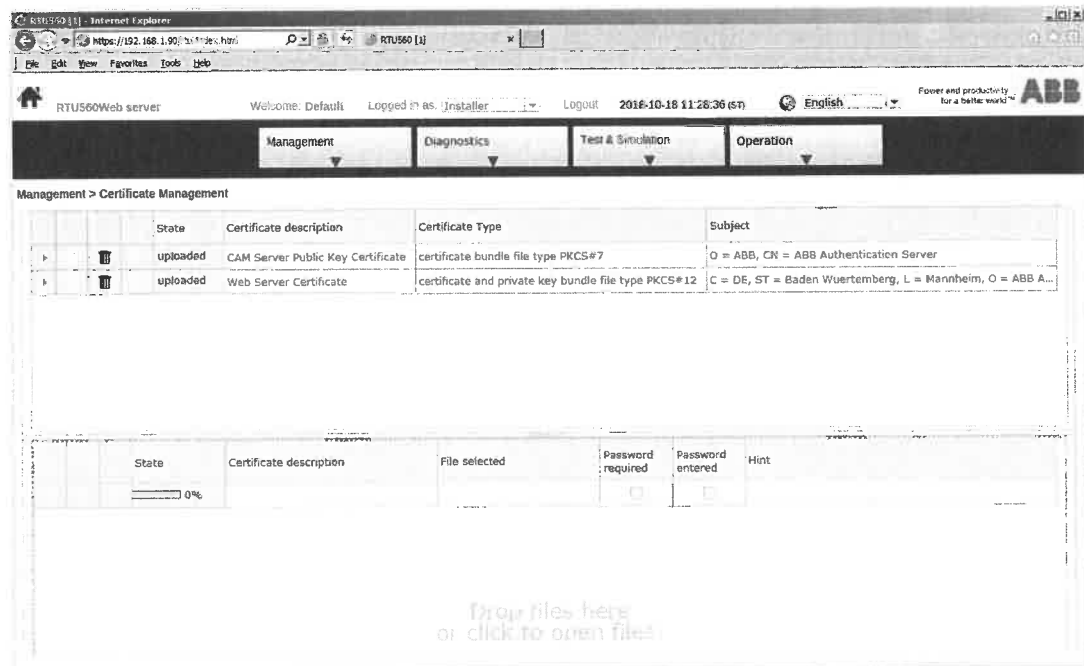 RTU560 [1] - Internet Explorer
https://192.168.1.90/
RTU560 [1]
File Edit View Favorites Tools Help
RTU560Web server
Welcome: Default
Logged in as: Installer
Logout
2018-10-18 11:28:36 (ST)
English
Power and productivity
for a better world™
ABB
Management
Diagnostics
Test & Simulation
Operation
Management > Certificate Management
State Certificate description Certificate Type Subject
uploaded CAM Server Public Key Certificate certificate bundle file type PKCS#7 O = ABB, CN = ABB Authentication Server
uploaded Web Server Certificate certificate and private key bundle file type PKCS#12 C = DE, ST = Baden Wuertemberg, L = Mannheim, O = ABB A...
State Certificate description File selected Password required Password entered Hint
0%
Drop files here
or click to open files